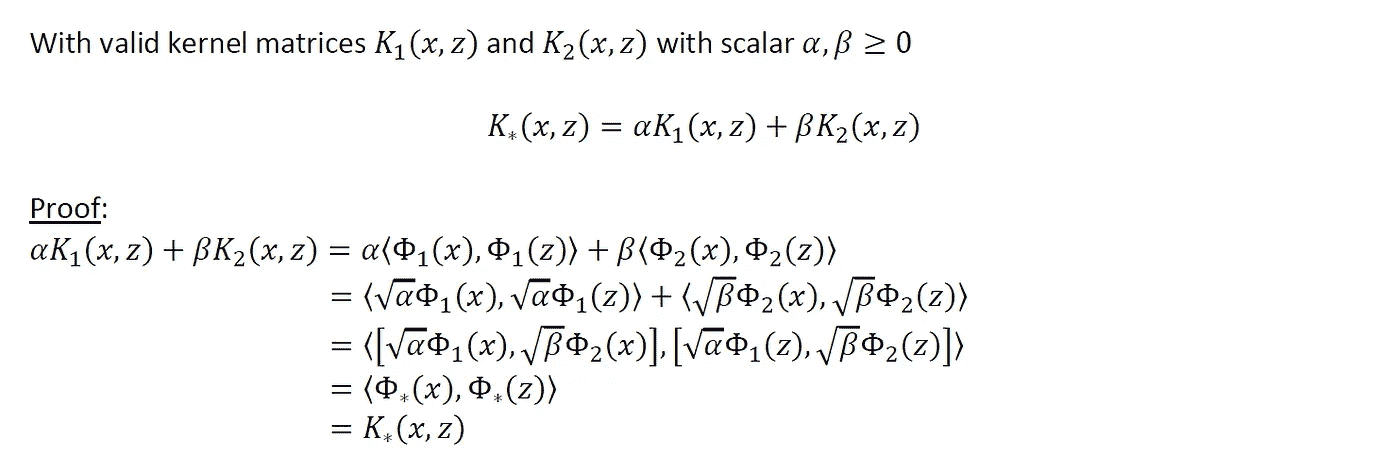 With valid kernel matrices K₁(x, z) and K₂(x, z) with scalar α, β ≥ 0
K∗(x, z) = αK₁(x, z) + βK₂(x, z)
Proof:
αK₁(x, z) + βK₂(x, z) = α⟨Φ₁(x), Φ₁(z)⟩ + β⟨Φ₂(x), Φ₂(z)⟩
= ⟨√αΦ₁(x), √αΦ₁(z)⟩ + ⟨√βΦ₂(x), √βΦ₂(z)⟩
= ⟨[√αΦ₁(x), √βΦ₂(x)], [√αΦ₁(z), √βΦ₂(z)]⟩
= ⟨Φ∗(x), Φ∗(z)⟩
= K∗(x, z)